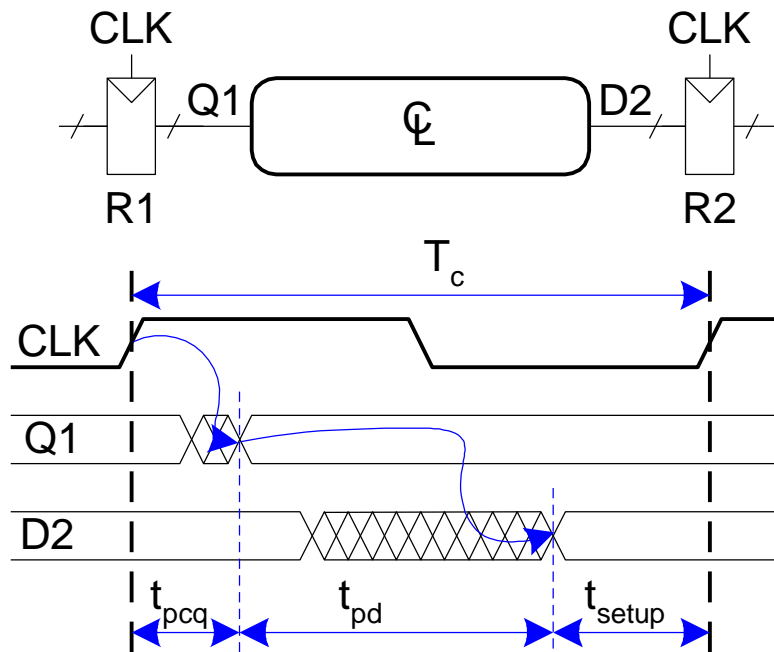 CLK CLK
Q1 CL D2
R1 R2
Tc
CLK
Q1
D2
tpcq tpd tsetup